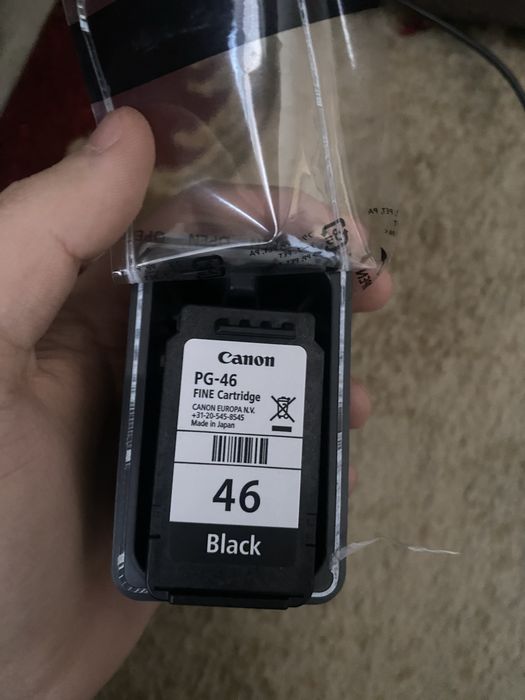 Canon
PG-46
FINE Cartridge
CANON EUROPA N.V.
+31-20-545-8545
Made in Japan
46
Black